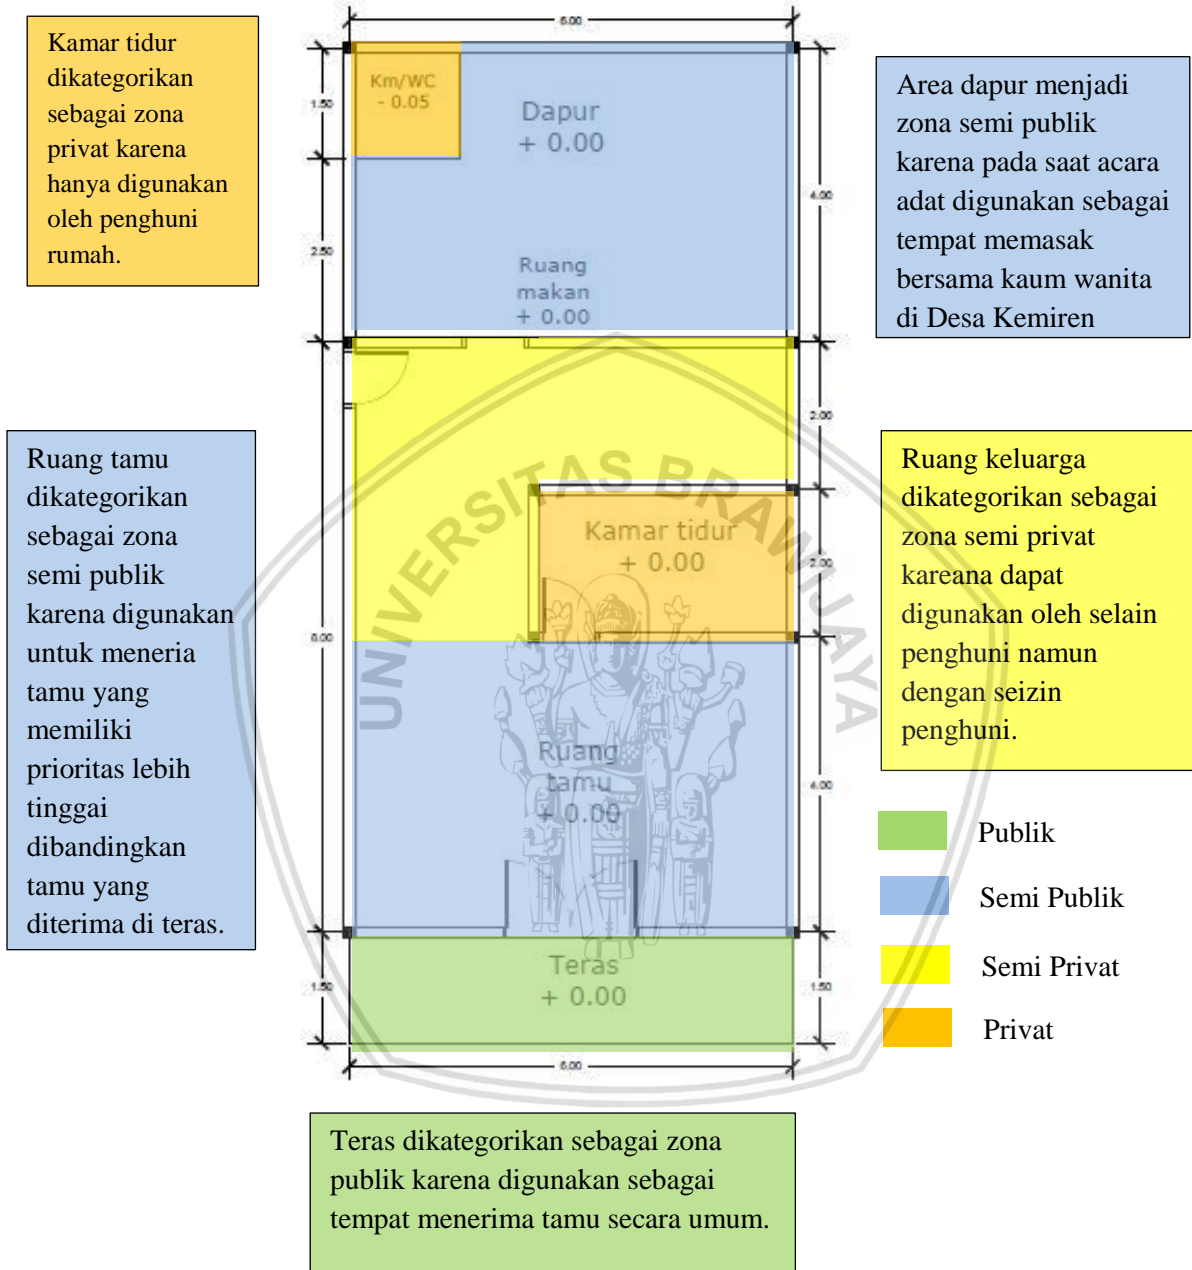 6.00
Kamar tidur
dikategorikan
sebagai zona
privat karena
hanya digunakan
oleh penghuni
rumah.
Km/WC
- 0.05
Dapur
+ 0.00
Ruang
makan
+ 0.00
1.50
2.50
4.00
Area dapur menjadi
zona semi publik
karena pada saat acara
adat digunakan sebagai
tempat memasak
bersama kaum wanita
di Desa Kemiren
2.00
Ruang tamu
dikategorikan
sebagai zona
semi publik
karena digunakan
untuk meneria
tamu yang
memiliki
prioritas lebih
tinggai
dibandingkan
tamu yang
diterima di teras.
UNIVERSITAS BRAWIJAYA
Kamar tidur
+ 0.00
2.00
8.00
Ruang keluarga
dikategorikan sebagai
zona semi privat
kareana dapat
digunakan oleh selain
penghuni namun
dengan seizin
penghuni.
Ruang
tamu
+ 0.00
4.00
Publik
Semi Publik
Semi Privat
Privat
Teras
+ 0.00
1.50
1.50
6.00
Teras dikategorikan sebagai zona
publik karena digunakan sebagai
tempat menerima tamu secara umum.